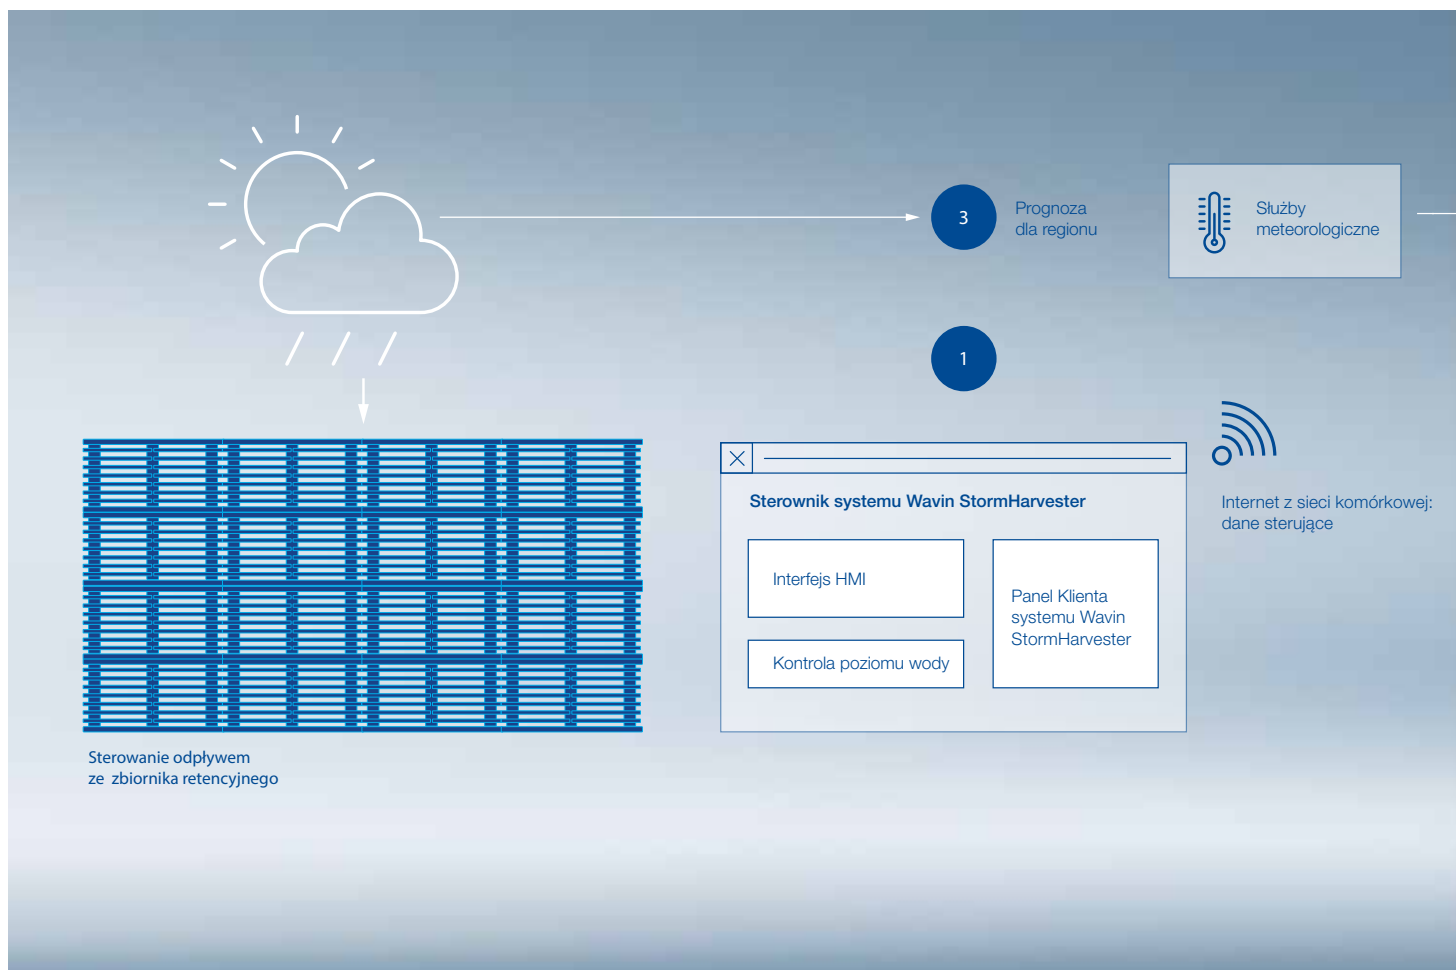 3
Prognoza
dla regionu
Służby
meteorologiczne
1
Sterownik systemu Wavin StormHarvester
Interfejs HMI
Kontrola poziomu wody
Panel Klienta
systemu Wavin
StormHarvester
Internet z sieci komórkowej:
dane sterujące
Sterowanie odpływem
ze zbiornika retencyjnego